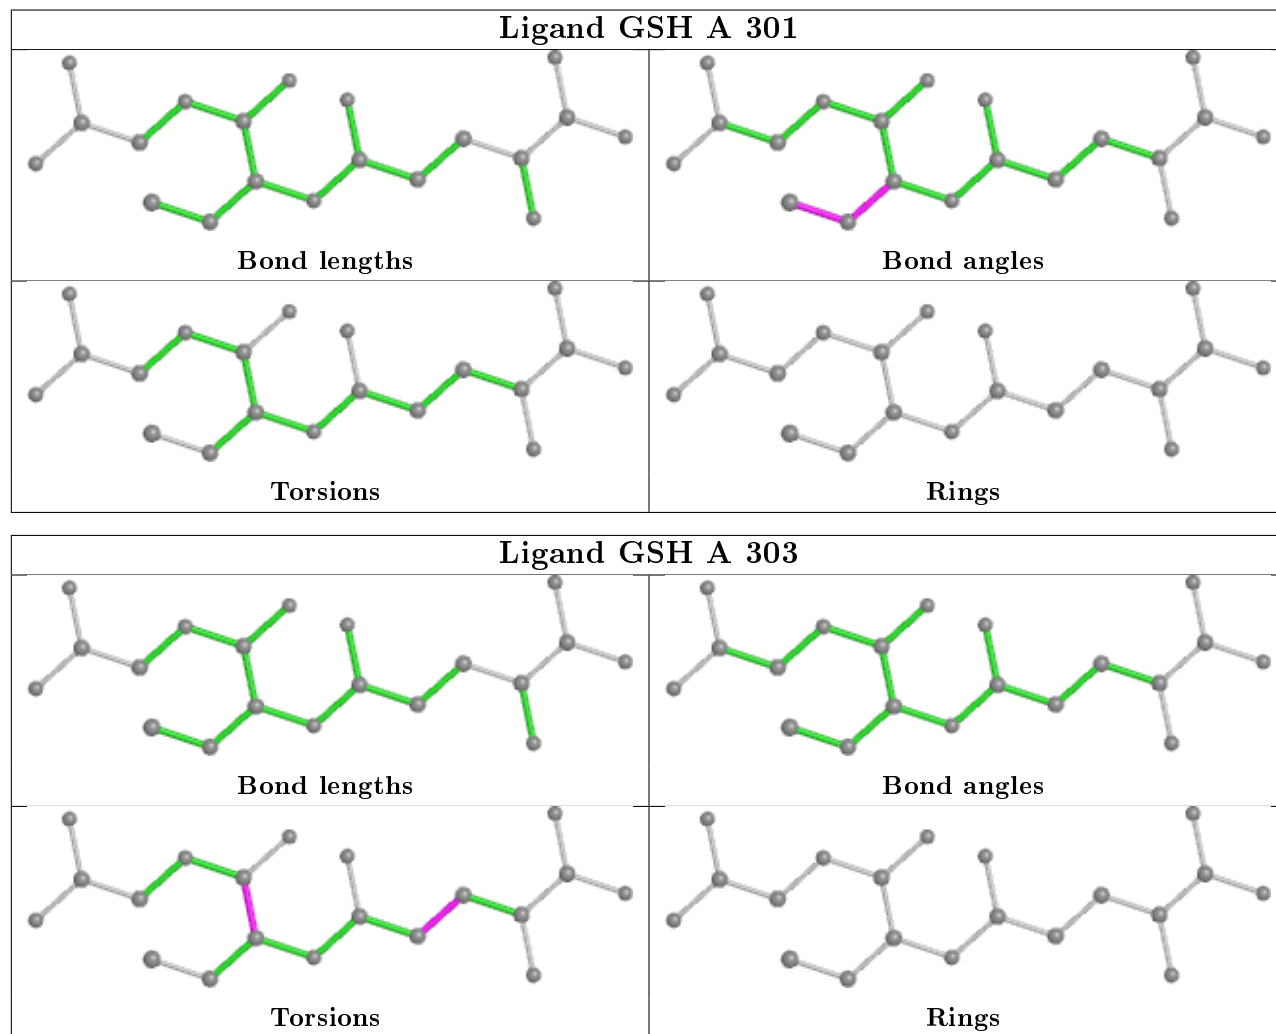 Ligand GSH A 301
Bond lengths
Bond angles
Torsions
Rings
Ligand GSH A 303
Bond lengths
Bond angles
Torsions
Rings